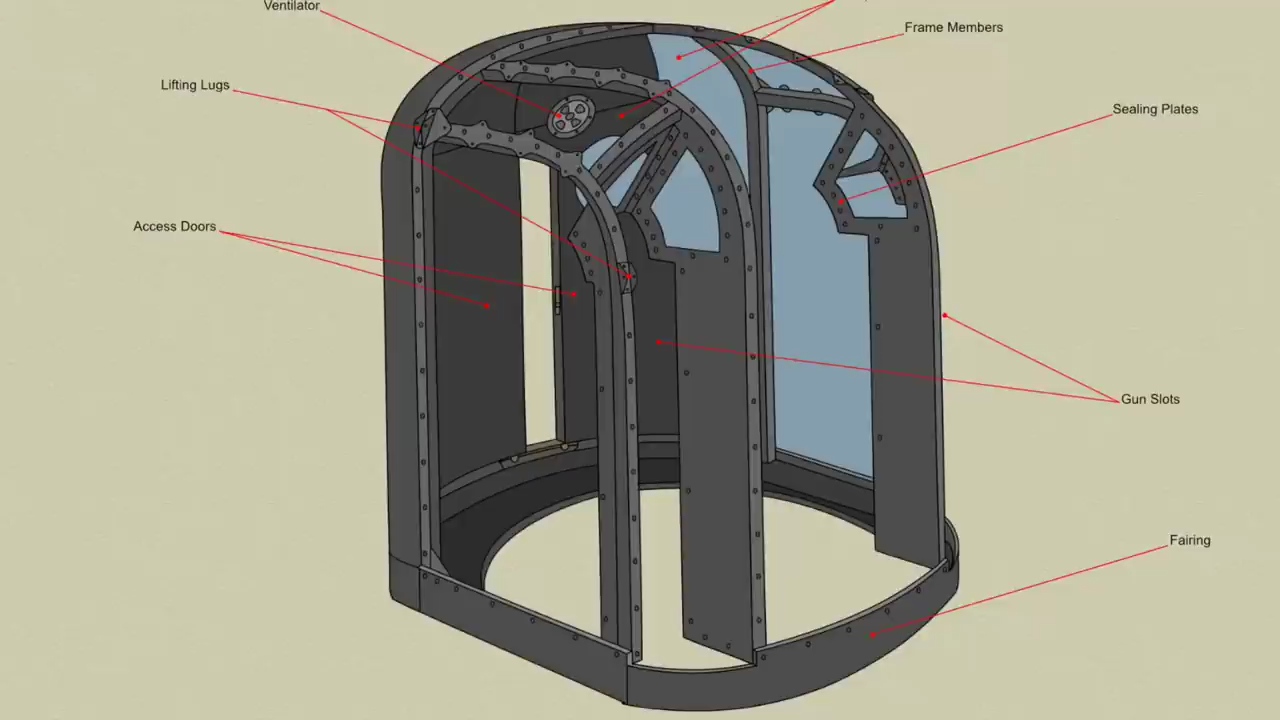 Ventilator
Frame Members
Lifting Lugs
Sealing Plates
Access Doors
Gun Slots
Fairing